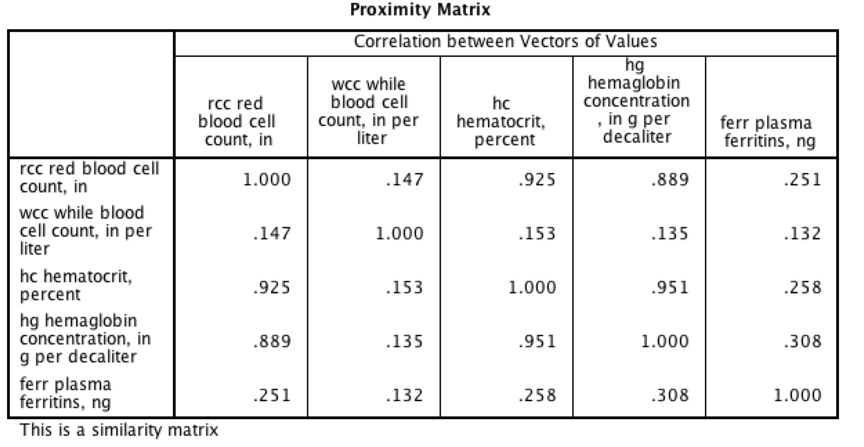 Proximity Matrix
Correlation between Vectors of Values
rcc red
blood cell
count, in
wcc while
blood cell
count, in per
liter
hc
hematocrit,
percent
hg
hemaglobin
concentration
, in g per
decaliter
ferr plasma
ferritins, ng
rcc red blood cell
count, in
1.000 .147 .925 .889 .251
wcc while blood
cell count, in per
liter
.147 1.000 .153 .135 .132
hc hematocrit,
percent
.925 .153 1.000 .951 .258
hg hemaglobin
concentration, in
g per decaliter
.889 .135 .951 1.000 .308
ferr plasma
ferritins, ng
.251 .132 .258 .308 1.000
This is a similarity matrix